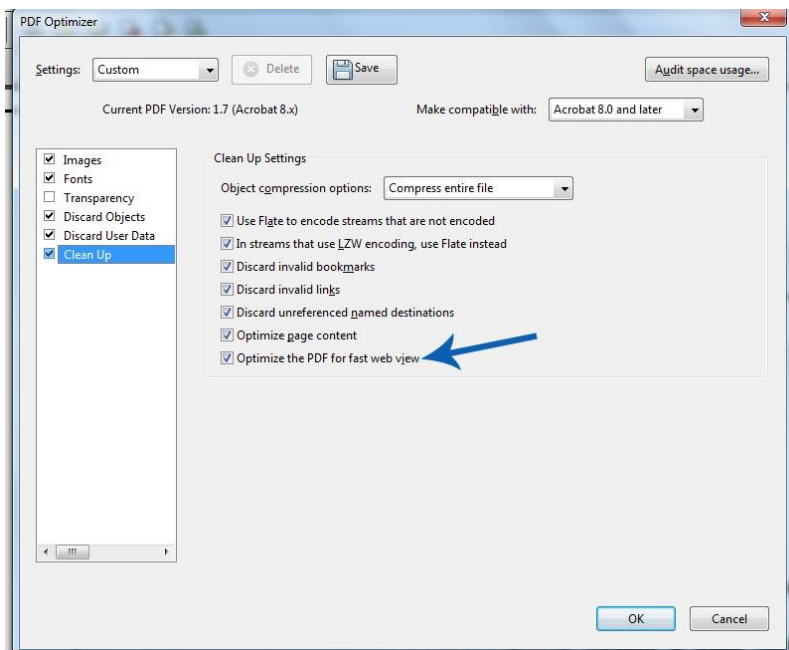 PDF Optimizer
Settings: Custom Delete Save Audit space usage...
Current PDF Version: 1.7 (Acrobat 8.x) Make compatible with: Acrobat 8.0 and later
Images
Fonts
Transparency
Discard Objects
Discard User Data
Clean Up
Clean Up Settings
Object compression options: Compress entire file
Use Flate to encode streams that are not encoded
In streams that use LZW encoding, use Flate instead
Discard invalid bookmarks
Discard invalid links
Discard unreferenced named destinations
Optimize page content
Optimize the PDF for fast web view
OK Cancel